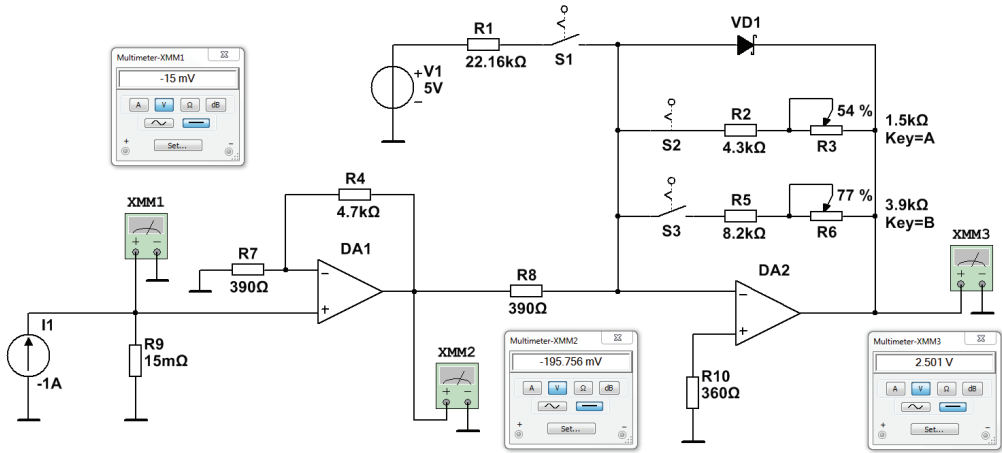 R1
22.16kΩ
S1
VD1
+V1
5V
−
Multimeter-XMM1
-15 mV
A V Ω dB
Set...
+ −
S2
R2
4.3kΩ
54 %
R3
1.5kΩ
Key=A
S3
R5
8.2kΩ
77 %
R6
3.9kΩ
Key=B
XMM1
+ −
R4
4.7kΩ
R7
390Ω
DA1
−
+
R8
390Ω
DA2
−
+
XMM3
+ −
I1
-1A
R9
15mΩ
XMM2
+ −
Multimeter-XMM2
-195.756 mV
A V Ω dB
Set...
+ −
R10
360Ω
Multimeter-XMM3
2.501 V
A V Ω dB
Set...
+ −